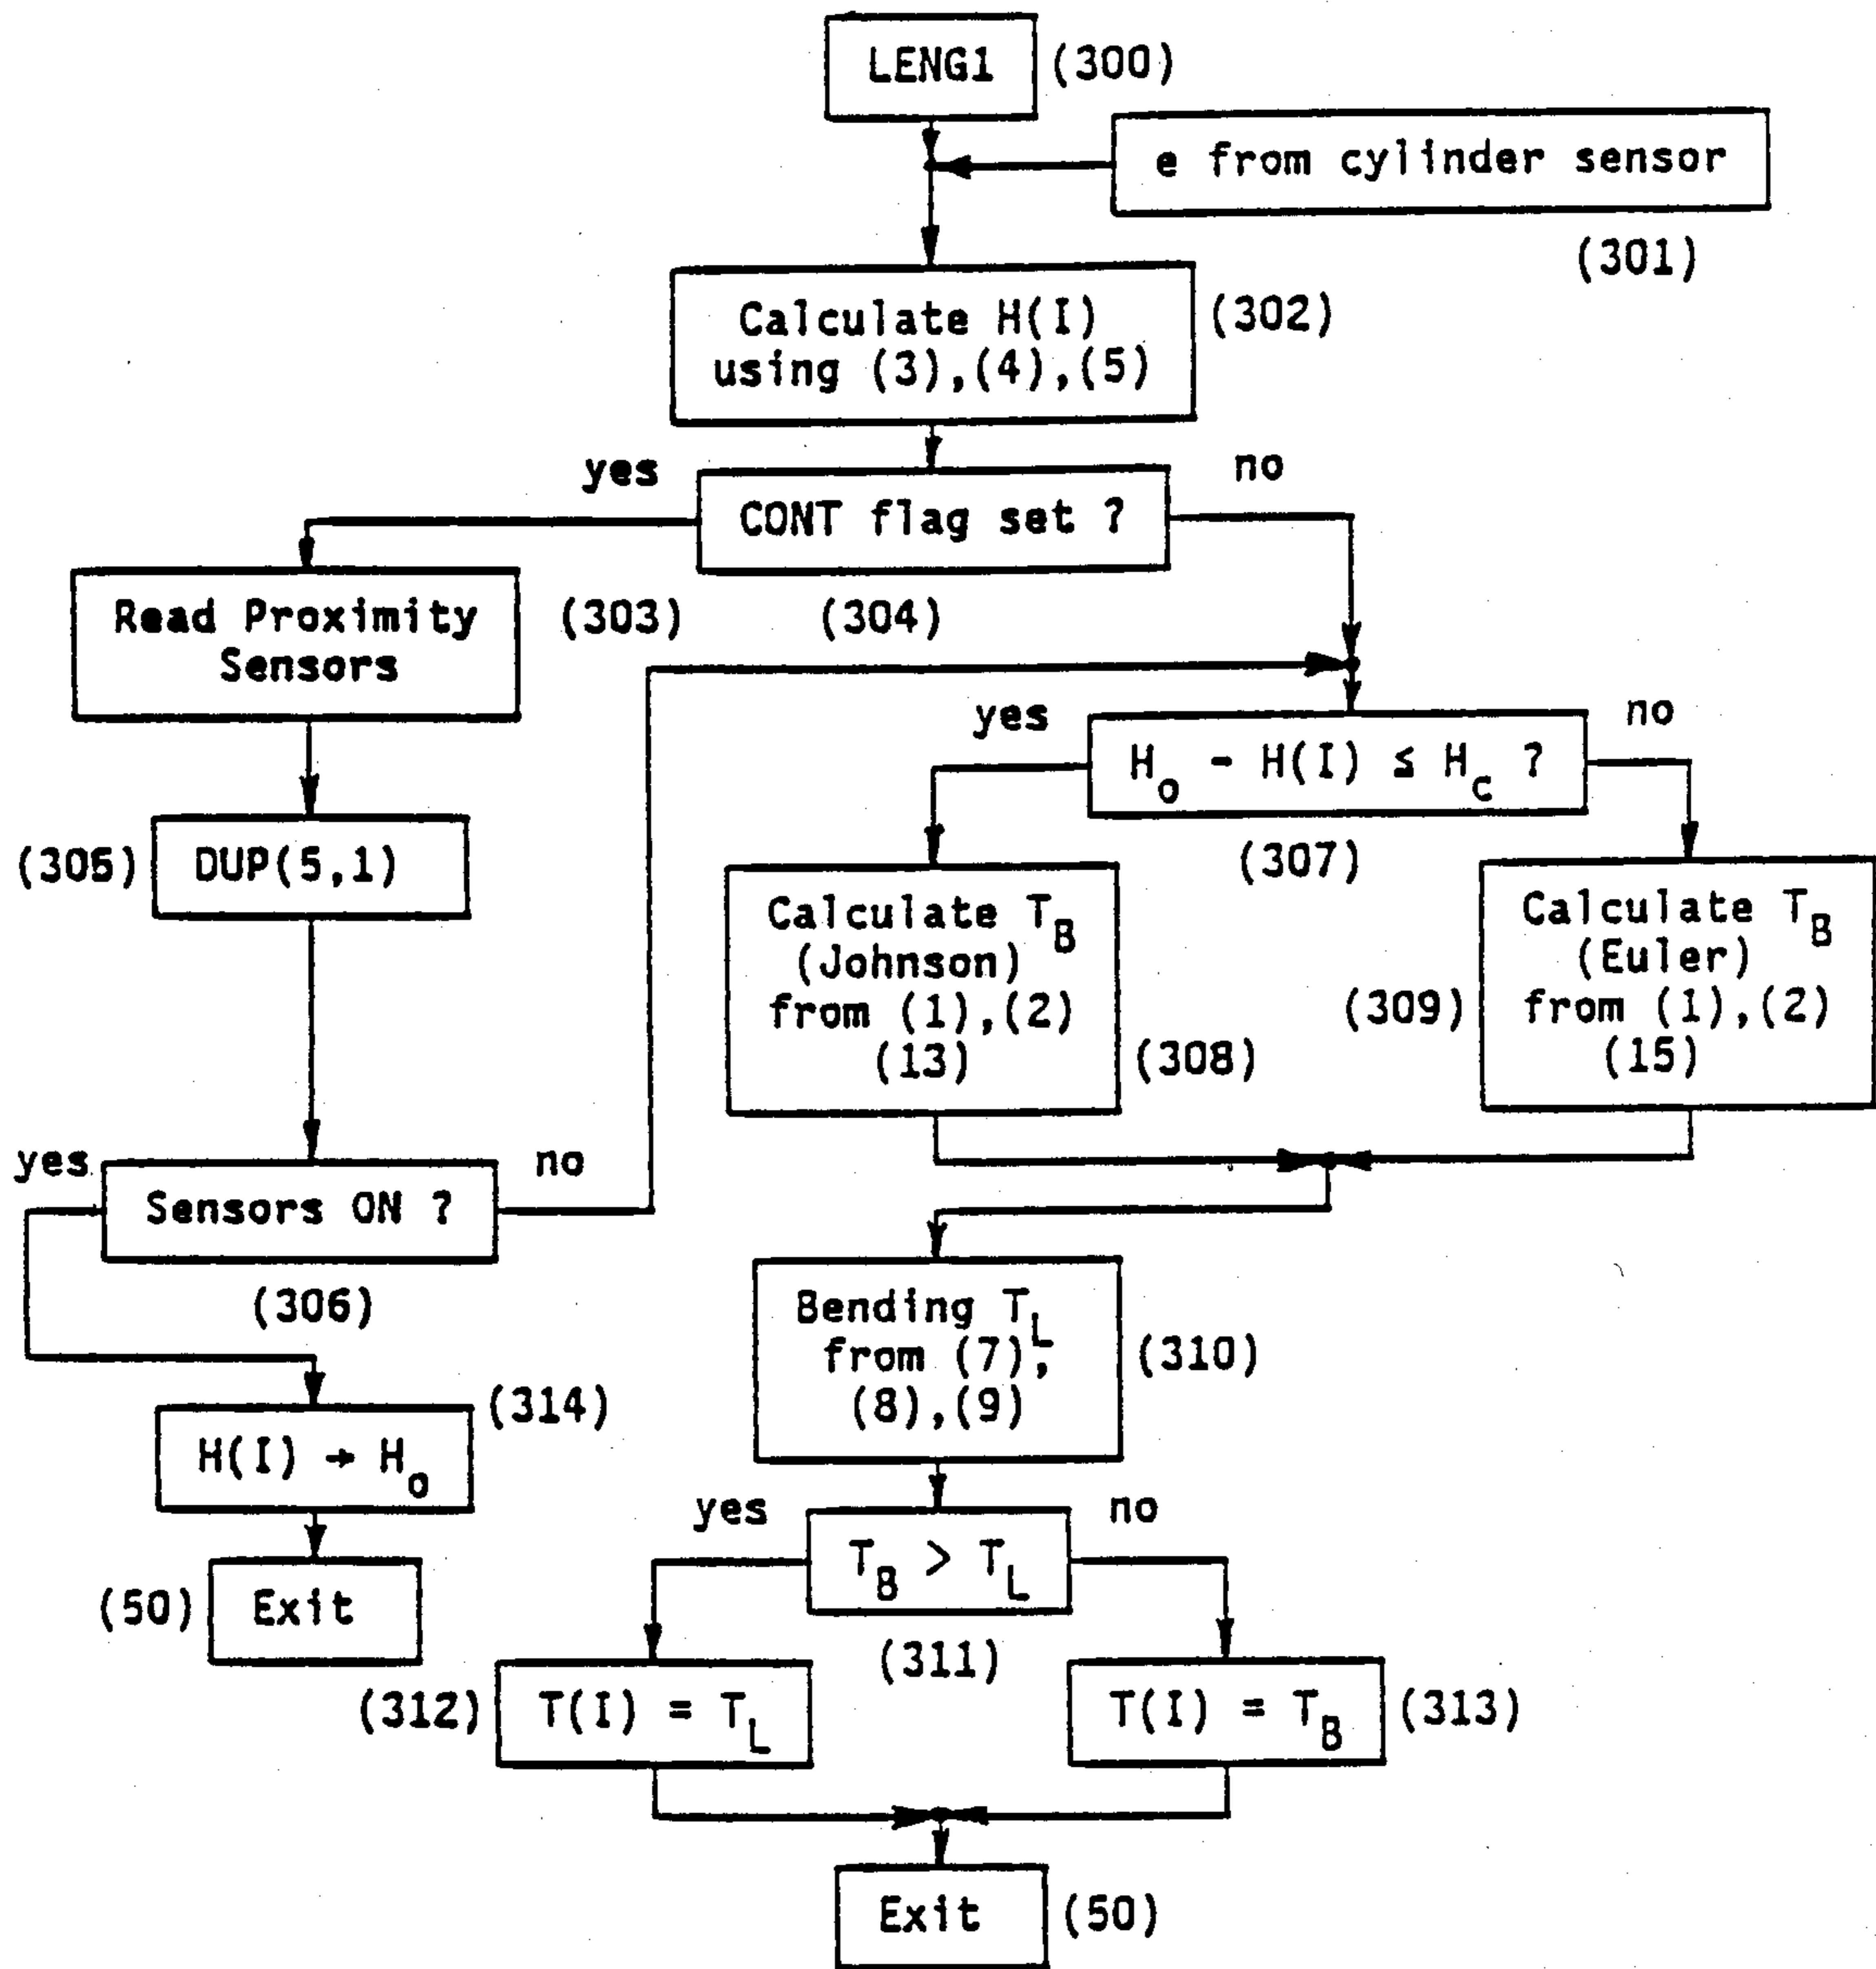 LENG1 (300)
e from cylinder sensor
(301)
Calculate H(I)
using (3),(4),(5)
(302)
yes
no
CONT flag set ?
(304)
Read Proximity
Sensors
(303)
(305) DUP(5,1)
yes
no
Sensors ON ?
(306)
H(I) → Ho
(314)
(50) Exit
yes
no
Ho - H(I) ≤ Hc ?
(307)
Calculate TB
(Johnson)
from (1),(2)
(13)
(308)
Calculate TB
(Euler)
from (1),(2)
(15)
(309)
Bending TL
from (7),
(8),(9)
(310)
yes
no
TB > TL
(311)
(312) T(I) = TL
T(I) = TB (313)
Exit (50)